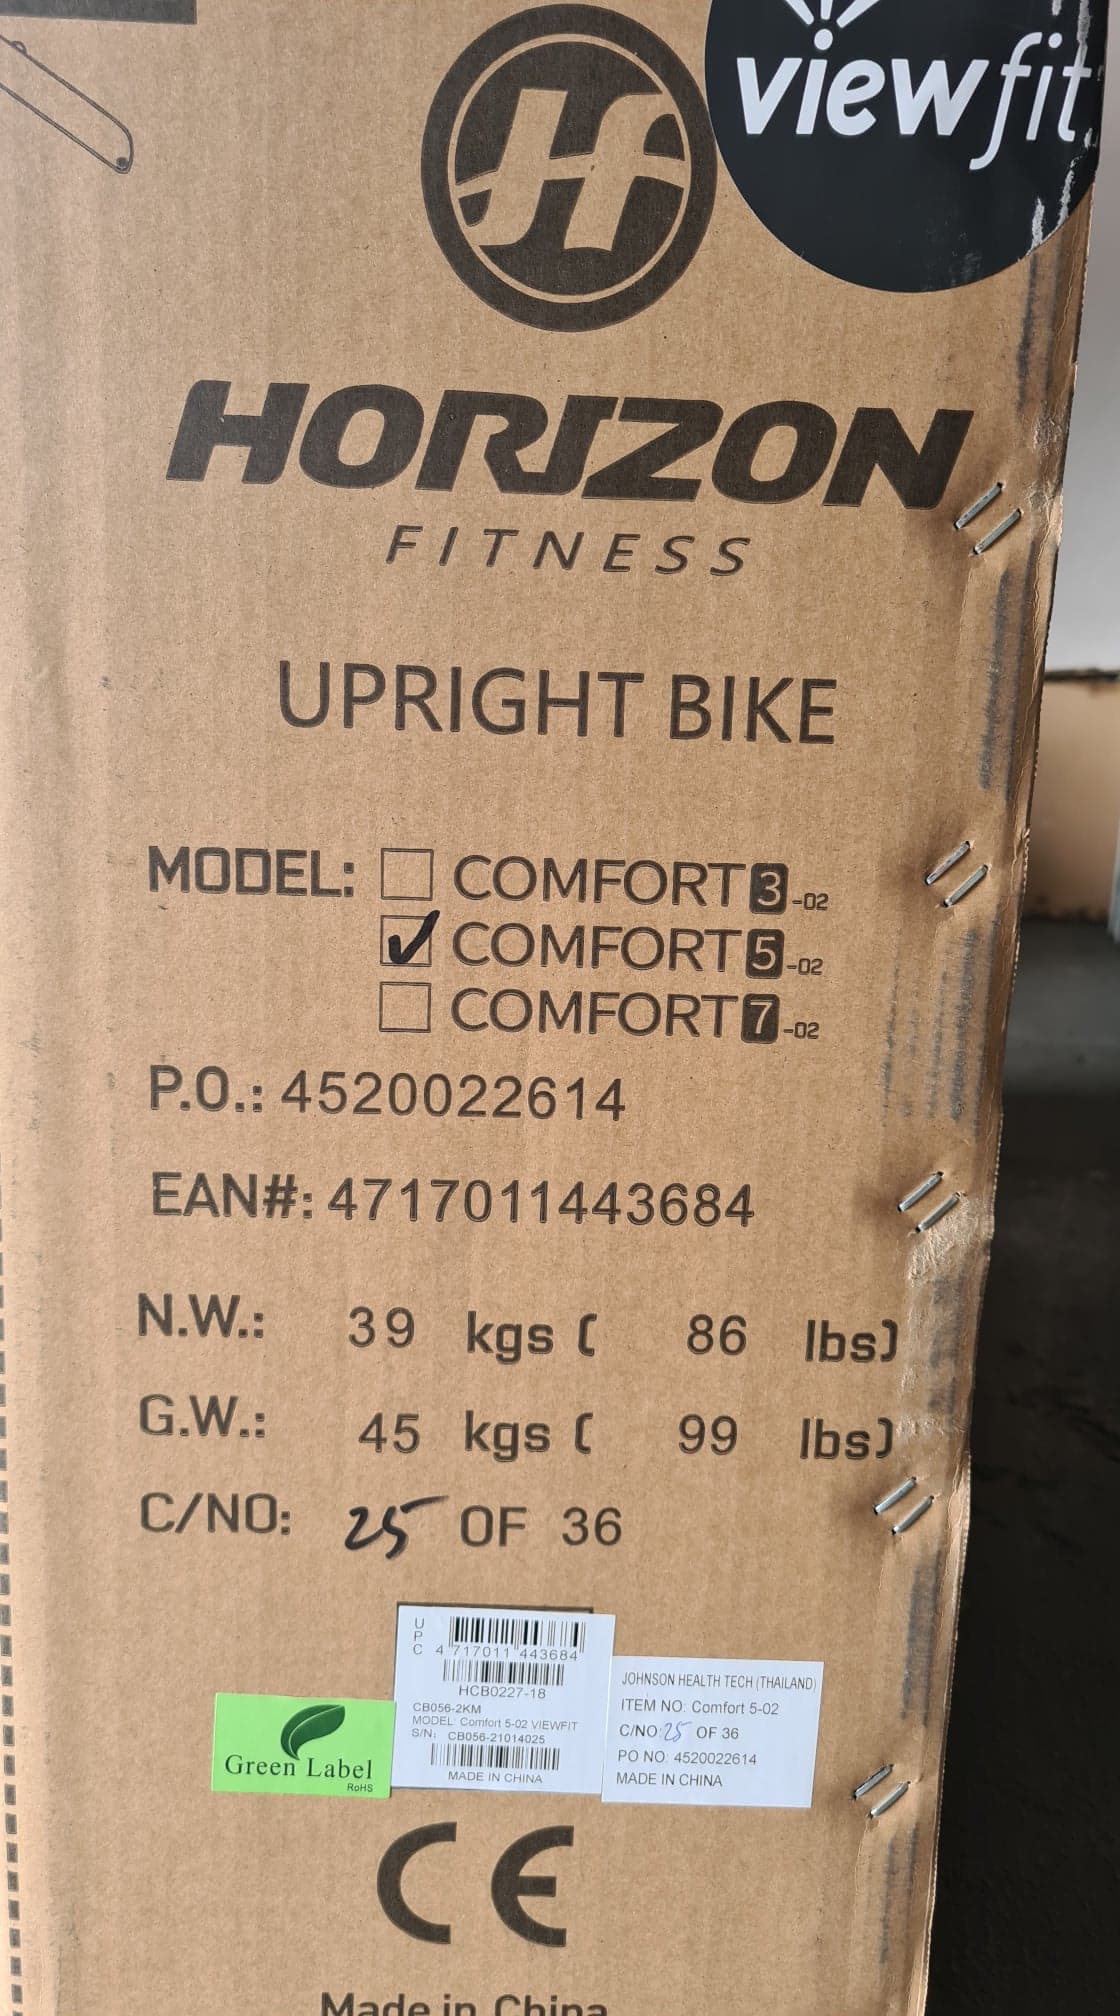 viewfit
HORIZON
FITNESS
UPRIGHT BIKE
MODEL: COMFORT 3-02
✓ COMFORT 5-02
COMFORT 7-02
P.O.: 4520022614
EAN#: 4717011443684
N.W.: 39 kgs ( 86 lbs)
G.W.: 45 kgs ( 99 lbs)
C/NO: 25 OF 36
UPC
4 717011 443684
HCB0227-18
CB056-2KM
MODEL: Comfort 5-02 VIEWFIT
S/N: CB056-21014025
MADE IN CHINA
JOHNSON HEALTH TECH (THAILAND)
ITEM NO: Comfort 5-02
C/NO: 25 OF 36
PO NO: 4520022614
MADE IN CHINA
Green Label
RoHS
CE
Made in China